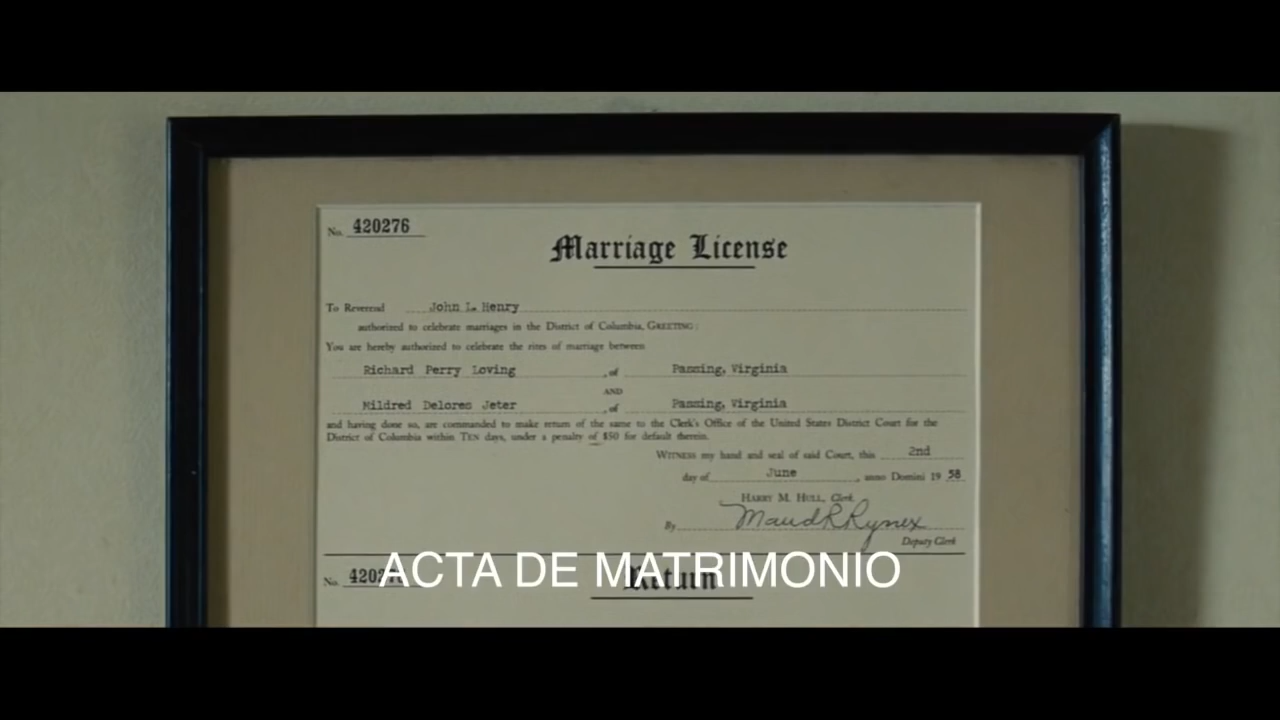 No. 420276
Marriage License
To Reverend John L. Henry
authorized to celebrate marriages in the District of Columbia, GREETING:
You are hereby authorized to celebrate the rites of marriage between
Richard Perry Loving , of Passing, Virginia
AND
Mildred Delores Jeter , of Passing, Virginia
and having done so, are commanded to make return of the same to the Clerk's Office of the United States District Court for the
District of Columbia within TEN days, under a penalty of $50 for default therein.
WITNESS my hand and seal of said Court, this 2nd
day of June , anno Domini 19 58
HARRY M. HULL, Clerk
By Maud R Rynex
Deputy Clerk
No. 420276 Return
ACTA DE MATRIMONIO